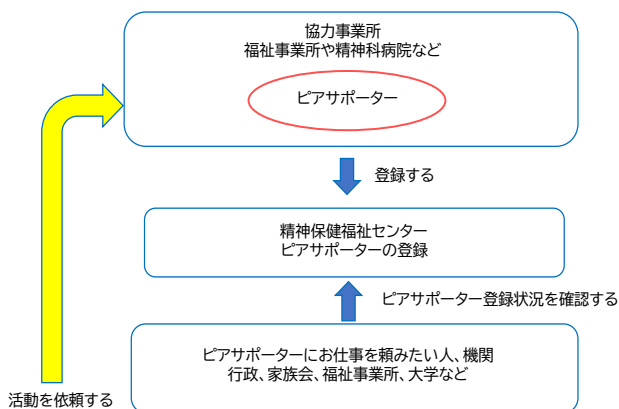 協力事業所
福祉事業所や精神科病院など
ピアサポーター
登録する
精神保健福祉センター
ピアサポーターの登録
ピアサポーター登録状況を確認する
ピアサポーターにお仕事を頼みたい人、機関
行政、家族会、福祉事業所、大学など
活動を依頼する